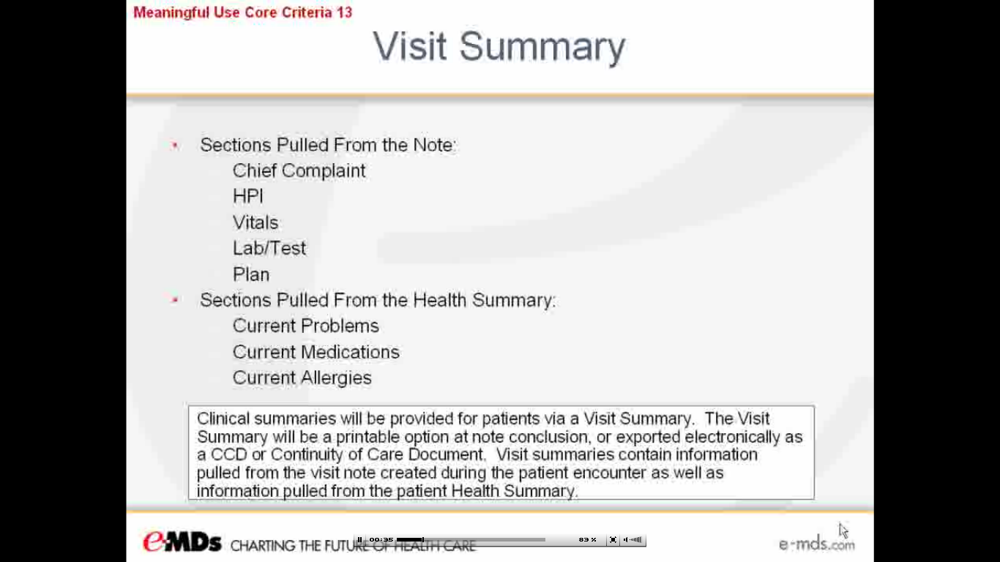 Meaningful Use Core Criteria 13
Visit Summary
Sections Pulled From the Note:
Chief Complaint
HPI
Vitals
Lab/Test
Plan
Sections Pulled From the Health Summary:
Current Problems
Current Medications
Current Allergies
Clinical summaries will be provided for patients via a Visit Summary. The Visit
Summary will be a printable option at note conclusion, or exported electronically as
a CCD or Continuity of Care Document. Visit summaries contain information
pulled from the visit note created during the patient encounter as well as
information pulled from the patient Health Summary.
e-MDs CHARTING THE FUTURE OF HEALTH CARE
00:35
83 %
e-mds.com